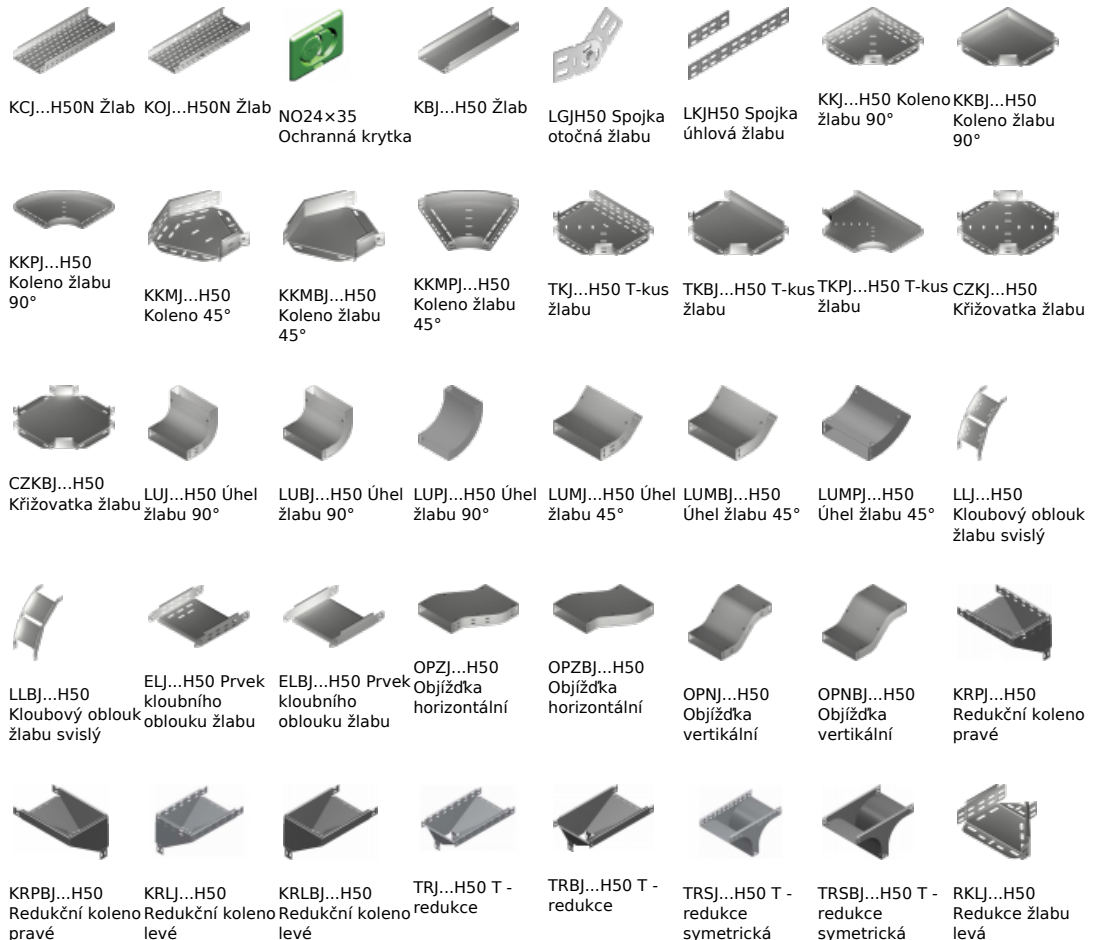 KCJ...H50N Žlab
KOJ...H50N Žlab
NO24×35
Ochranná krytka
KBJ...H50 Žlab
LGJH50 Spojka
otočná žlabu
LKJH50 Spojka
úhlová žlabu
KKJ...H50 Koleno
žlabu 90°
KKBJ...H50
Koleno žlabu
90°
KKPJ...H50
Koleno žlabu
90°
KKMJ...H50
Koleno 45°
KKMBJ...H50
Koleno žlabu
45°
KKMPJ...H50
Koleno žlabu
45°
TKJ...H50 T-kus
žlabu
TKBJ...H50 T-kus
žlabu
TKPJ...H50 T-kus
žlabu
CZKJ...H50
Křižovatka žlabu
CZKBJ...H50
Křižovatka žlabu
LUJ...H50 Úhel
žlabu 90°
LUBJ...H50 Úhel
žlabu 90°
LUPJ...H50 Úhel
žlabu 90°
LUMJ...H50 Úhel
žlabu 45°
LUMBJ...H50
Úhel žlabu 45°
LUMPJ...H50
Úhel žlabu 45°
LLJ...H50
Kloubový oblouk
žlabu svislý
LLBJ...H50
Kloubový oblouk
žlabu svislý
ELJ...H50 Prvek
kloubního
oblouku žlabu
ELBJ...H50 Prvek
kloubního
oblouku žlabu
OPZJ...H50
Objížďka
horizontální
OPZBJ...H50
Objížďka
horizontální
OPNJ...H50
Objížďka
vertikální
OPNBJ...H50
Objížďka
vertikální
KRPJ...H50
Redukční koleno
pravé
KRPBJ...H50
Redukční koleno
pravé
KRLJ...H50
Redukční koleno
levé
KRLBJ...H50
Redukční koleno
levé
TRJ...H50 T -
redukce
TRBJ...H50 T -
redukce
TRSJ...H50 T -
redukce
symetrická
TRSBJ...H50 T -
redukce
symetrická
RKLJ...H50
Redukce žlabu
levá